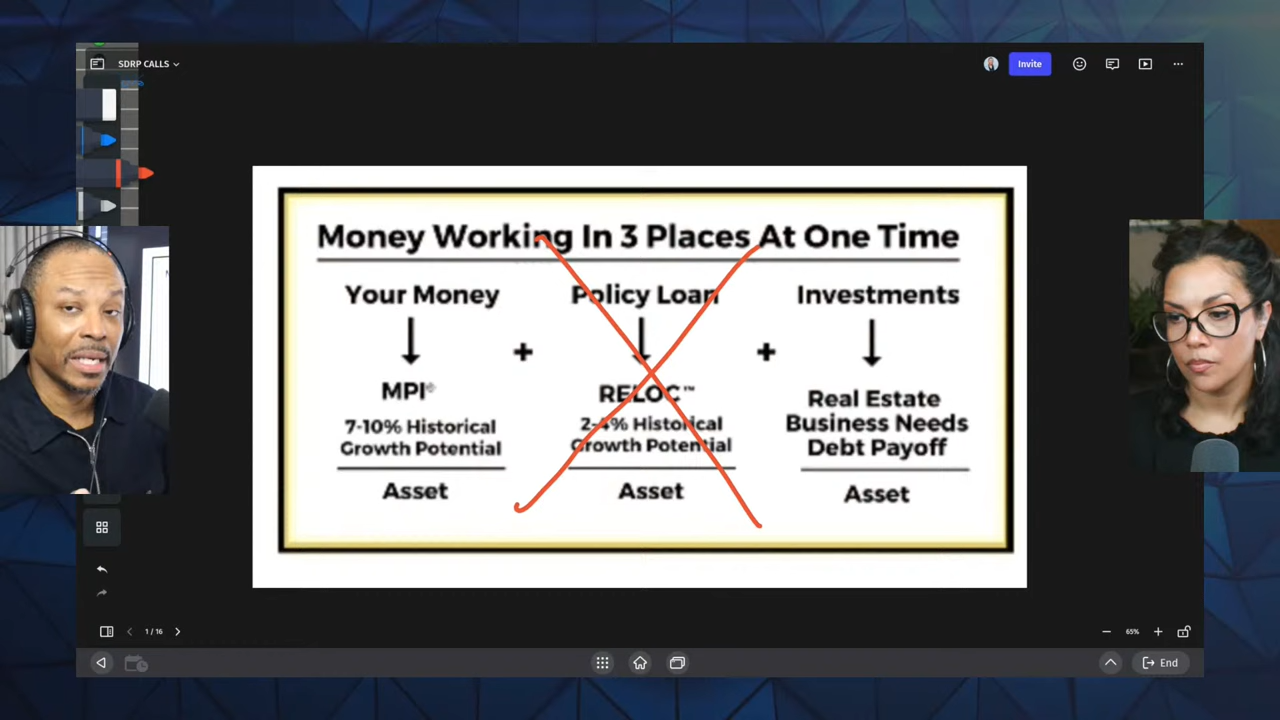 SDRP CALLS
Invite
Money Working In 3 Places At One Time
Your Money
Policy Loan
Investments
+
+
MPI®
RELOC™
Real Estate
7-10% Historical
2-4% Historical
Business Needs
Growth Potential
Growth Potential
Debt Payoff
Asset
Asset
Asset
1 / 16
65%
End